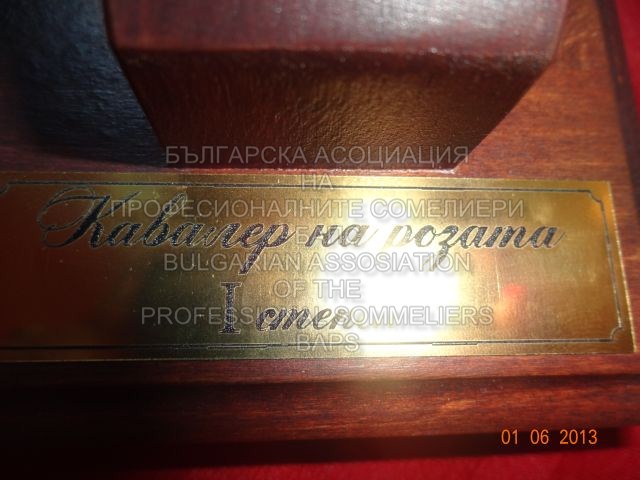 БЪЛГАРСКА АСОЦИАЦИЯ
НА
ПРОФЕСИОНАЛНИТЕ СОМЕЛИЕРИ
Кавалер на розата
BULGARIAN ASSOSIATION
OF THE
PROFESSIONAL SOMMELIERS
I степен
BAPS
01 06 2013